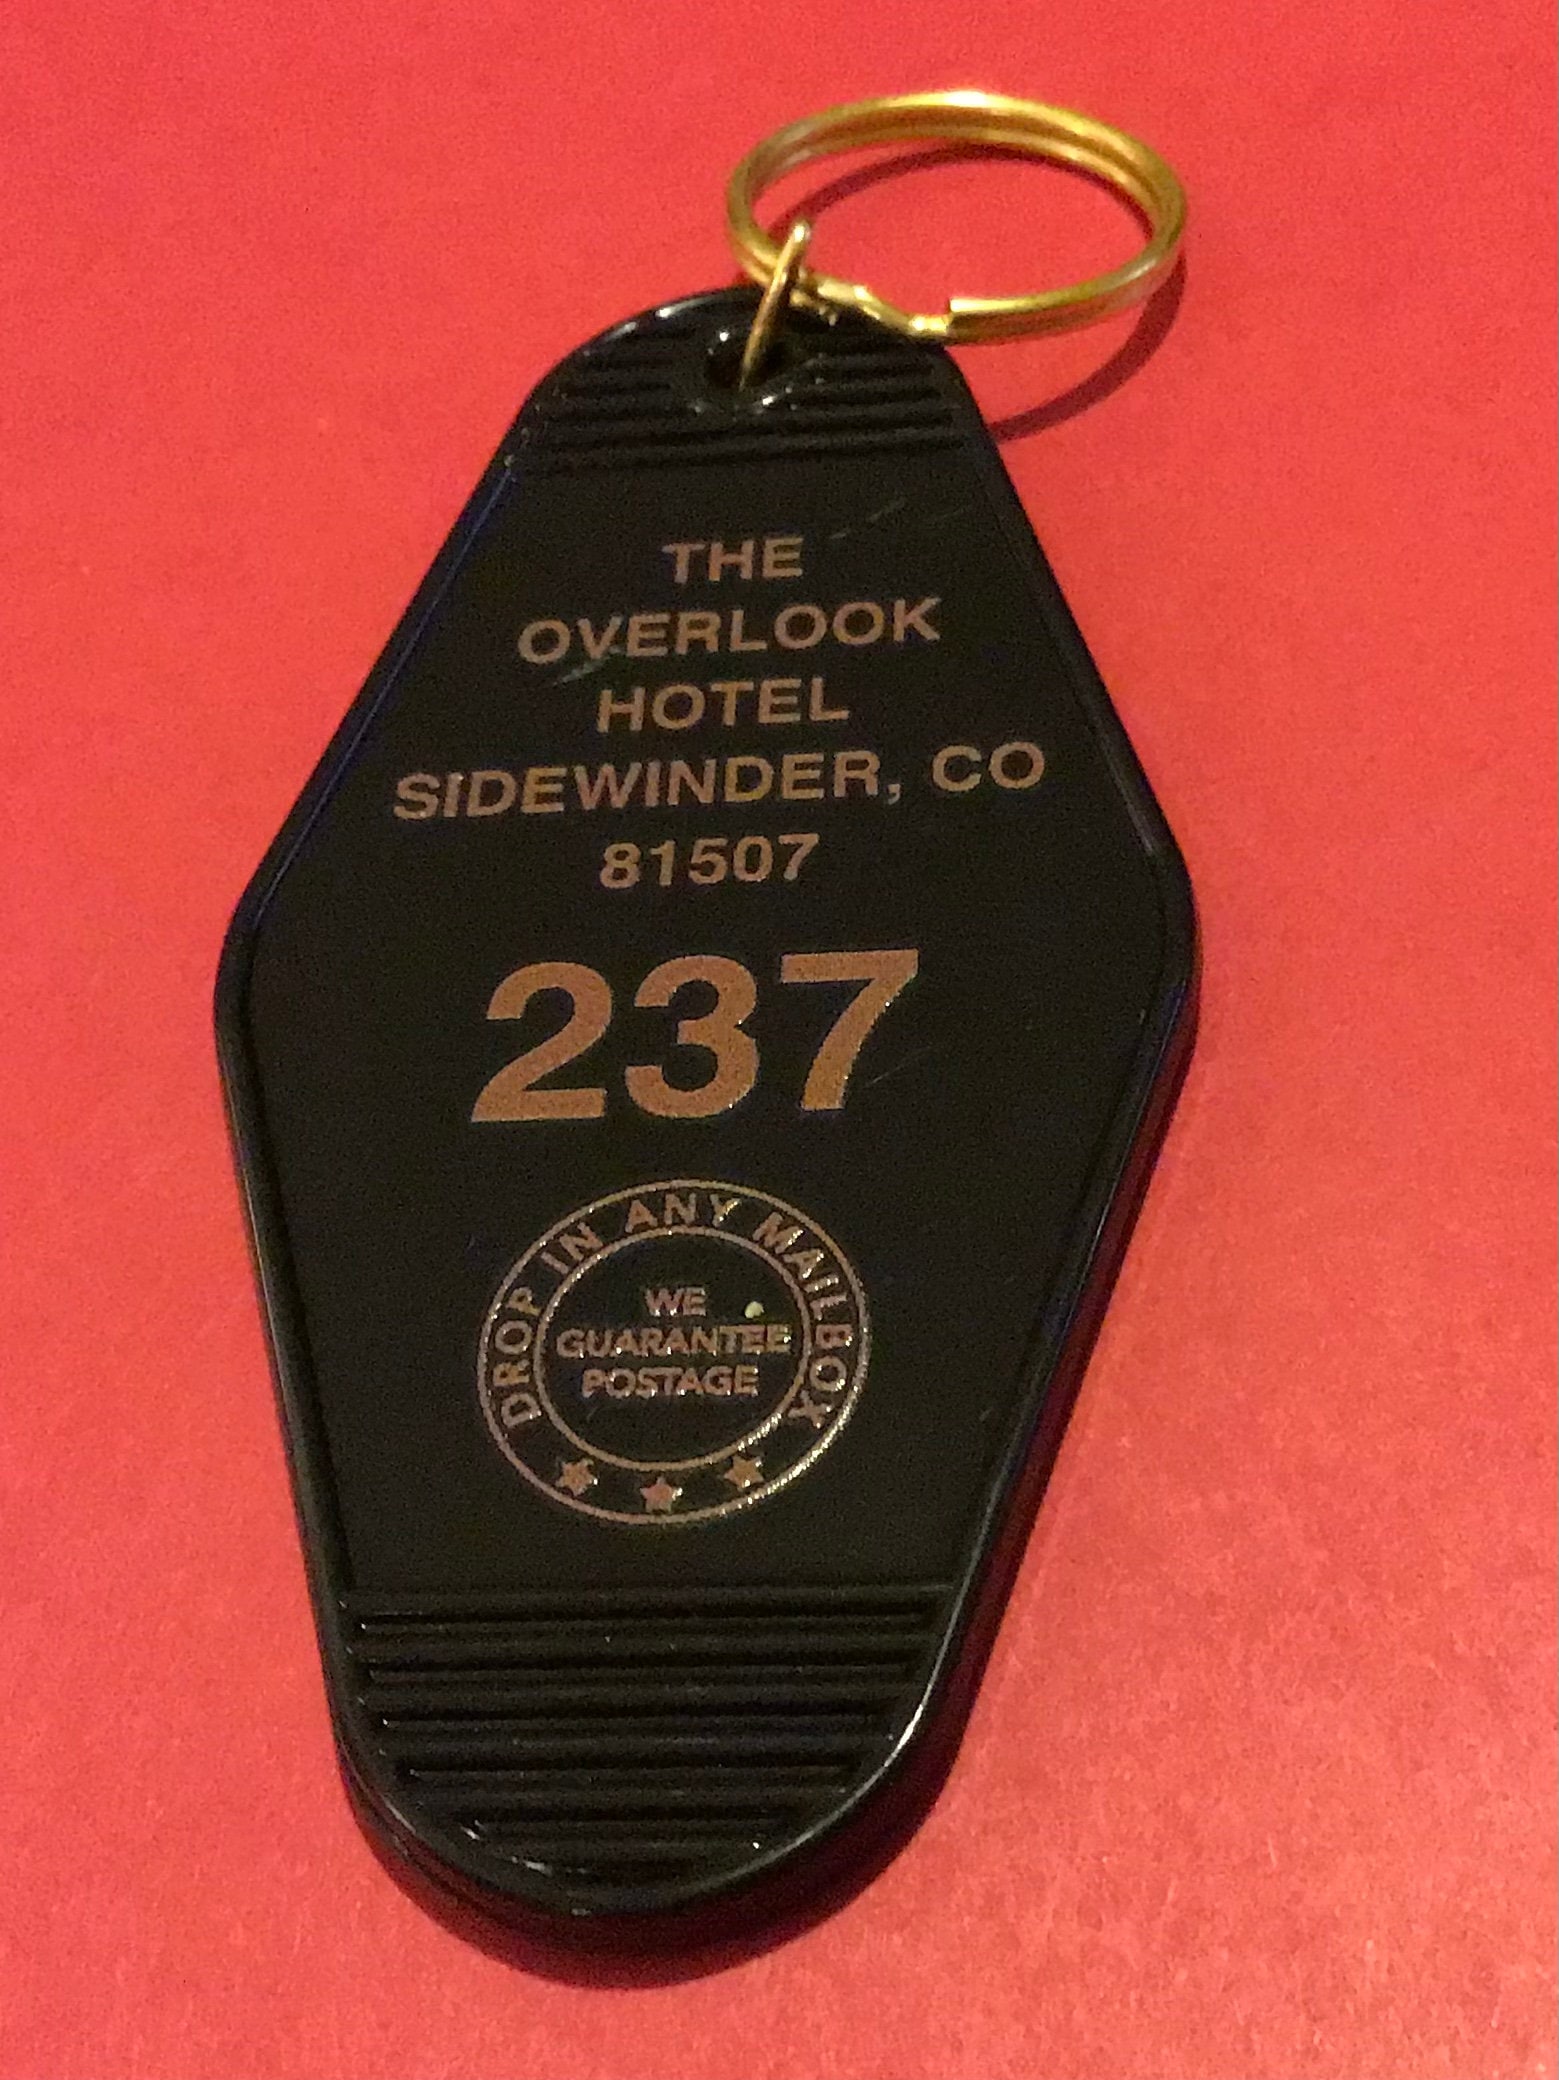 THE
OVERLOOK
HOTEL
SIDEWINDER, CO
81507
237
DROP IN ANY MAILBOX
WE
GUARANTEE
POSTAGE